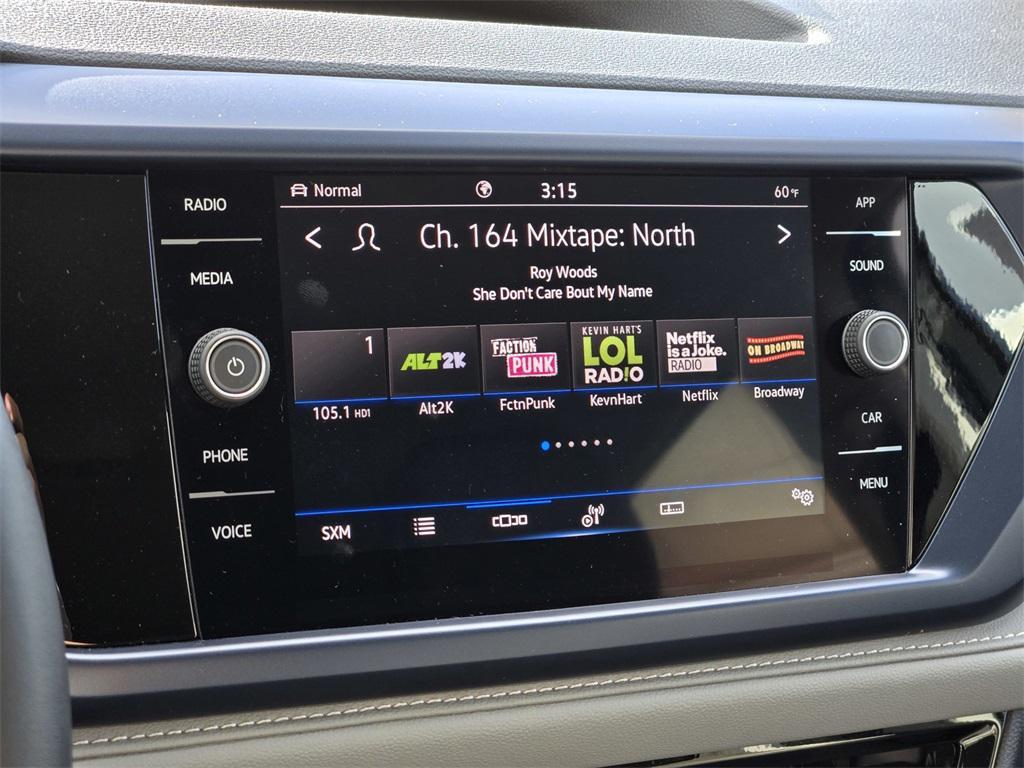 RADIO
MEDIA
PHONE
VOICE
Normal
3:15
60°F
Ch. 164 Mixtape: North
Roy Woods
She Don't Care Bout My Name
1
105.1 HD1
ALT2K
Alt2K
FACTION
PUNK
FctnPunk
KEVIN HART'S
LOL
RAD!O
KevnHart
Netflix
is a Joke.
RADIO
Netflix
ON BROADWAY
Broadway
SXM
APP
SOUND
CAR
MENU